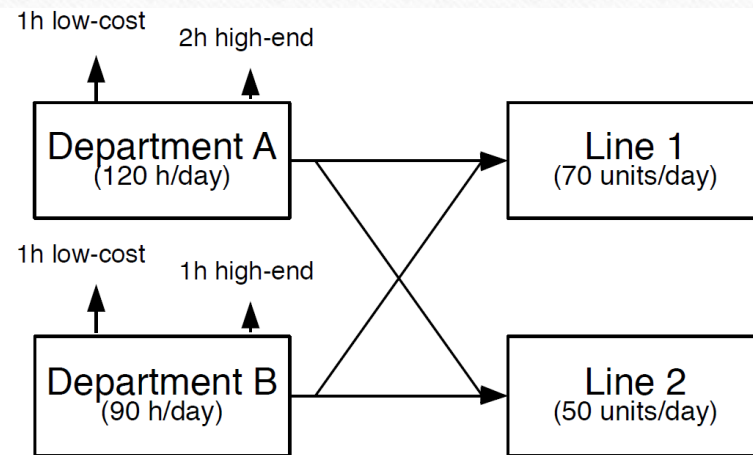 1h low-cost
2h high-end
Department A
(120 h/day)
Line 1
(70 units/day)
1h low-cost
1h high-end
Department B
(90 h/day)
Line 2
(50 units/day)